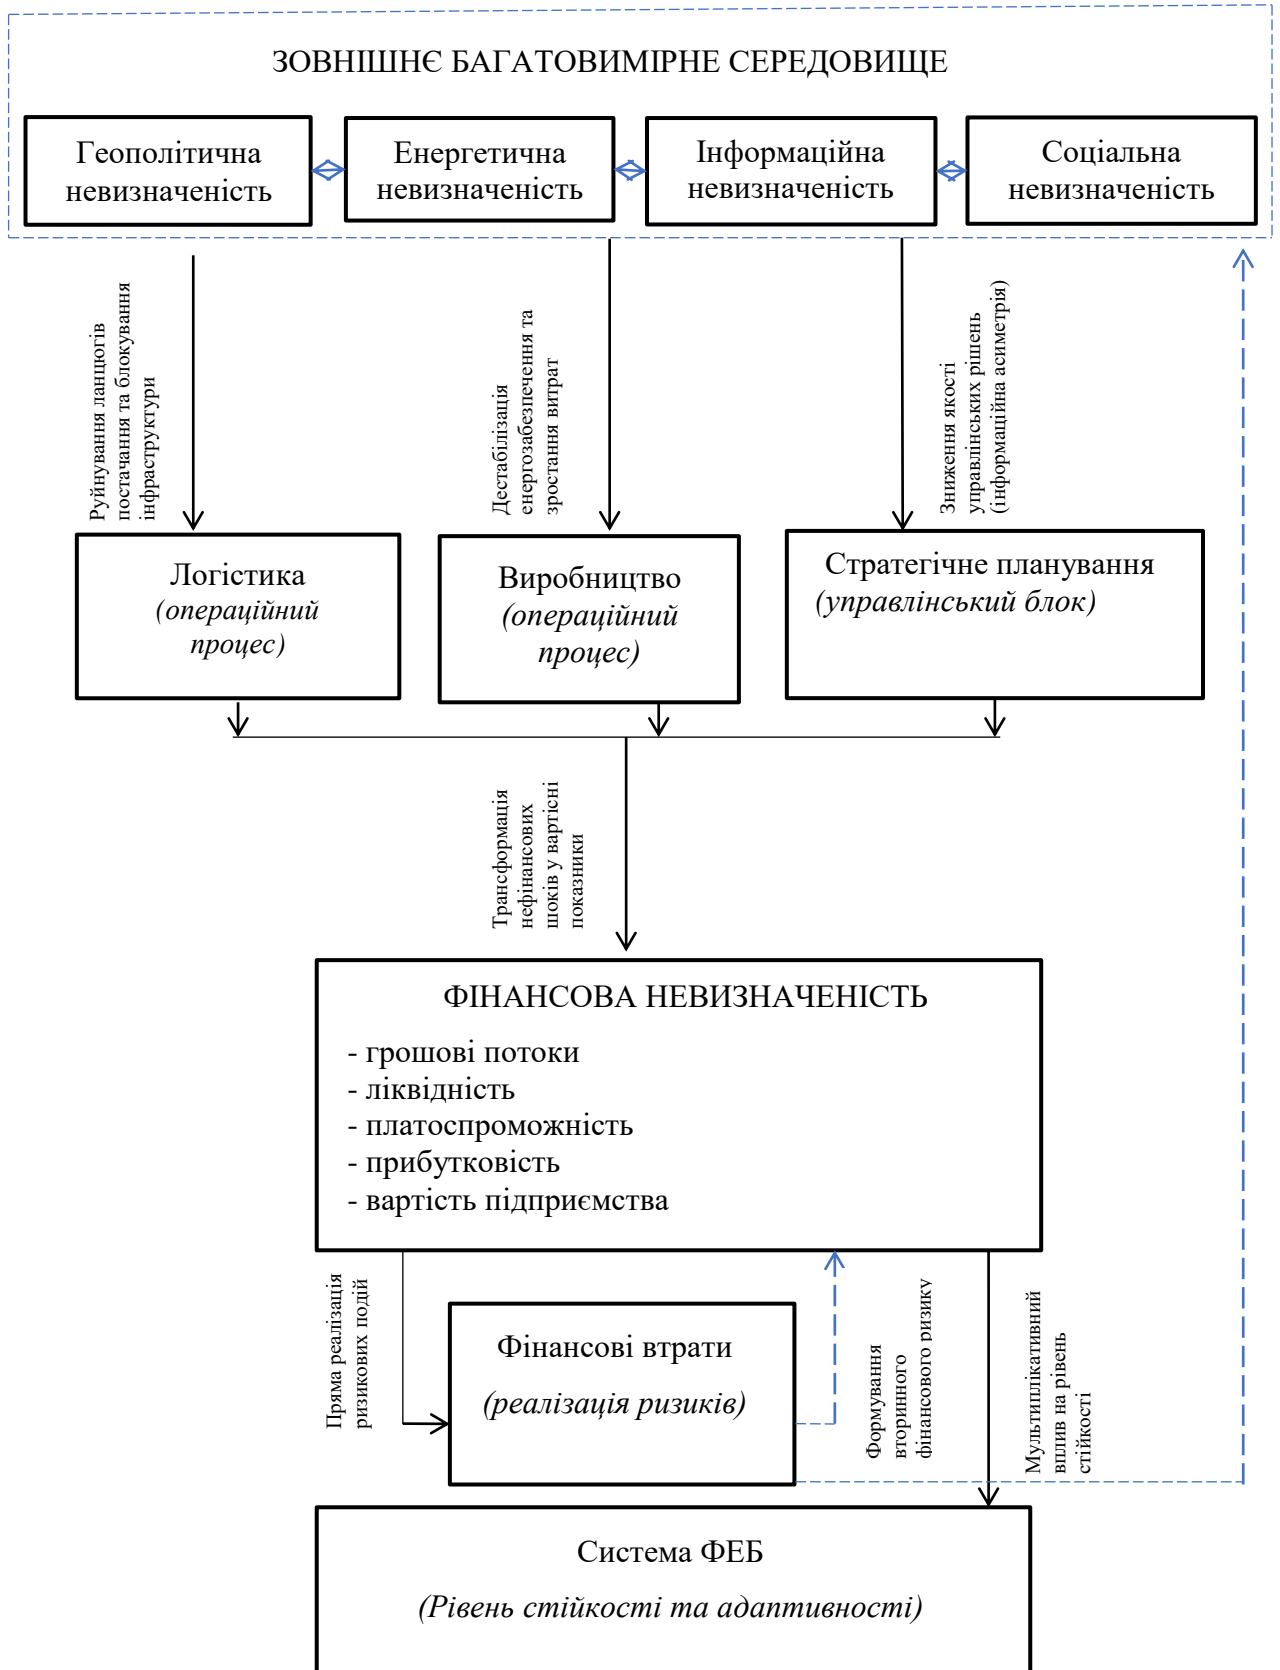 ЗОВНІШНЄ БАГАТОВИМІРНЕ СЕРЕДОВИЩЕ
Геополітична
невизначеність
Енергетична
невизначеність
Інформаційна
невизначеність
Соціальна
невизначеність
Руйнування ланцюгів
постачання та блокування
інфраструктури
Дестабілізація
енергозабезпечення та
зростання витрат
Зниження якості
управлінських рішень
(інформаційна асиметрія)
Логістика
(операційний
процес)
Виробництво
(операційний
процес)
Стратегічне планування
(управлінський блок)
Трансформація
нефінансових
шоків у вартісні
показники
ФІНАНСОВА НЕВИЗНАЧЕНІСТЬ
- грошові потоки
- ліквідність
- платоспроможність
- прибутковість
- вартість підприємства
Пряма реалізація
ризикових подій
Фінансові втрати
(реалізація ризиків)
Формування
вторинного
фінансового ризику
Мультиплікативний
вплив на рівень
стійкості
Система ФЕБ
(Рівень стійкості та адаптивності)